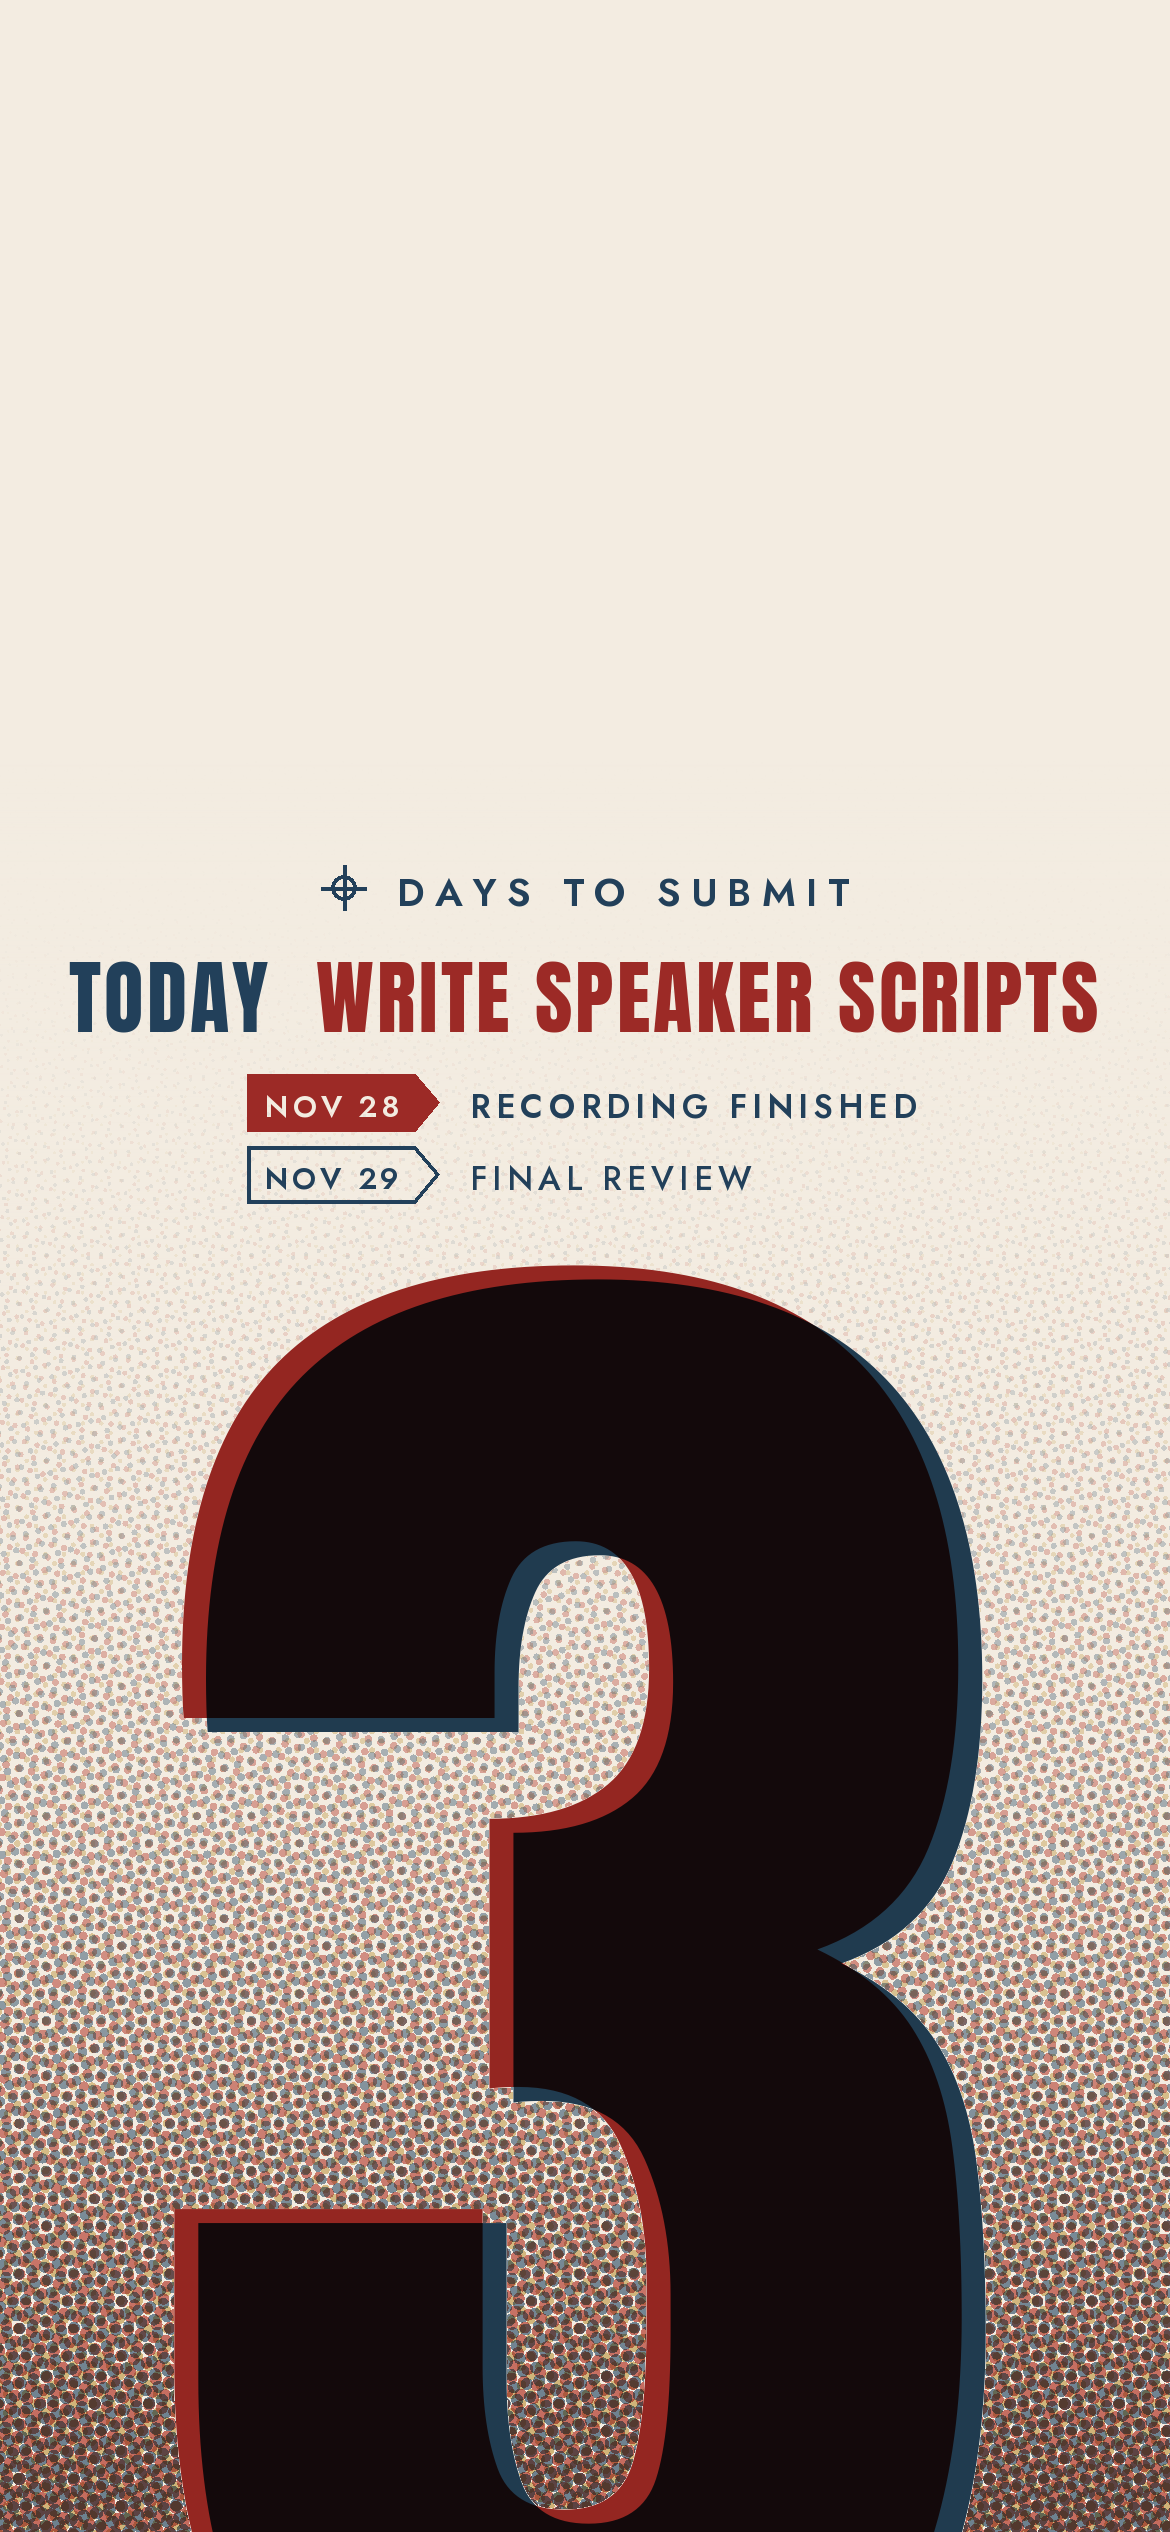 DAYS TO SUBMIT
TODAY WRITE SPEAKER SCRIPTS
NOV 28 RECORDING FINISHED
NOV 29 FINAL REVIEW
3